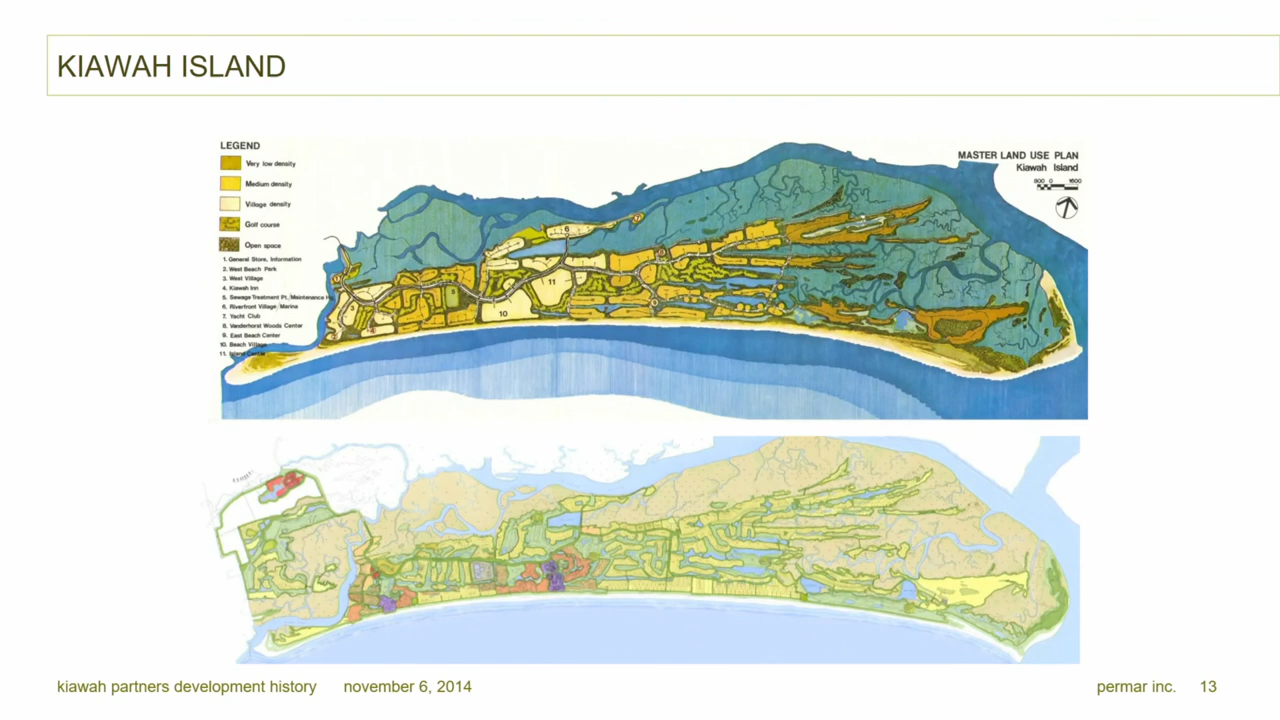 KIAWAH ISLAND
LEGEND
Very low density
Medium density
Village density
Golf course
Open space
1. General Store, Information
2. West Beach Park
3. West Village
4. Kiawah Inn
5. Sewage Treatment Pt., Maintenance
6. Riverfront Village, Marina
7. Yacht Club
8. Vanderhorst Woods Center
9. East Beach Center
10. Beach Village
11. Island Center
MASTER LAND USE PLAN
Kiawah Island
800 0 1600
6
11
10
kiawah partners development history november 6, 2014
permar inc. 13